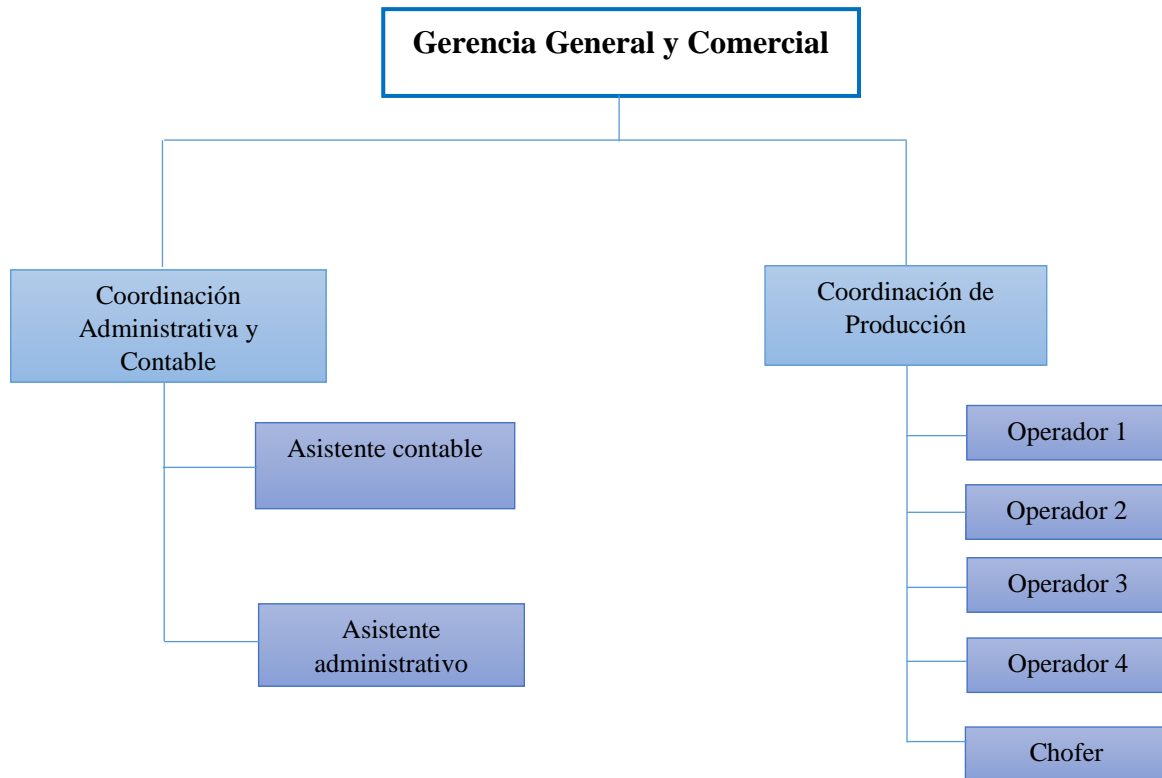 Gerencia General y Comercial
Coordinación
Administrativa y
Contable
Coordinación de
Producción
Asistente contable
Asistente
administrativo
Operador 1
Operador 2
Operador 3
Operador 4
Chofer